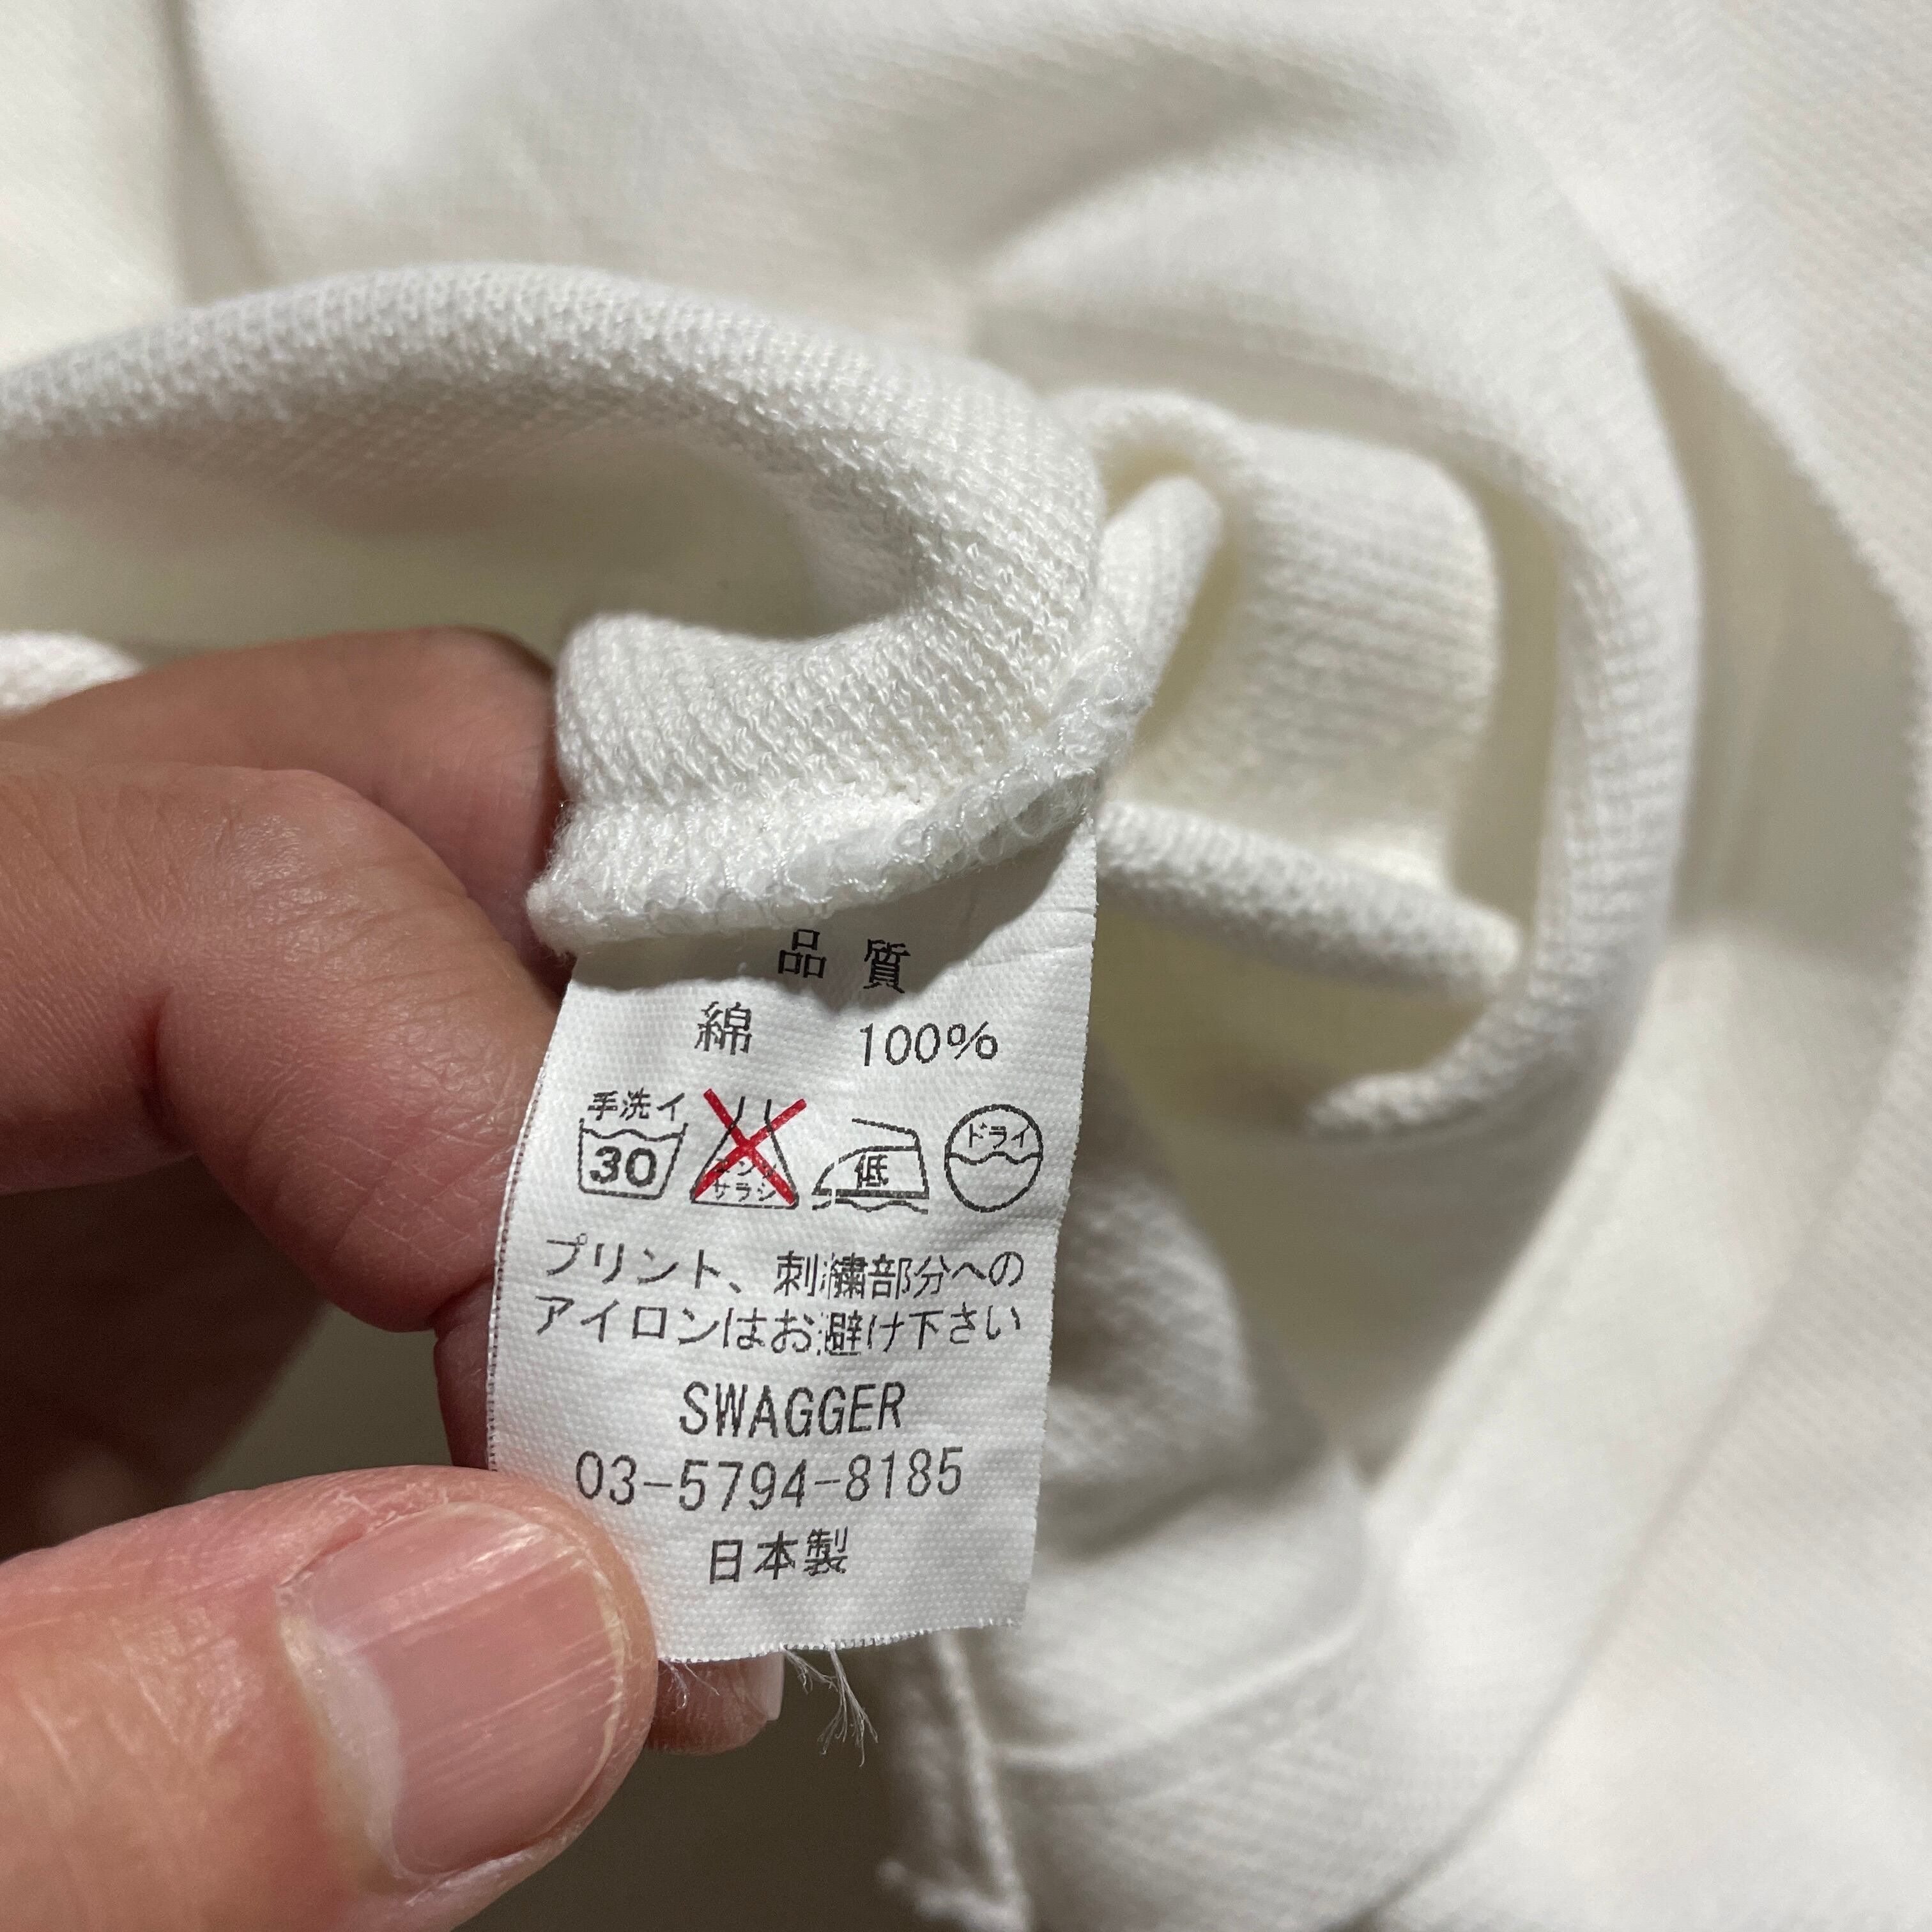 品質
綿 100%
手洗イ
30
エンソ
サラシ
低
ドライ
プリント、刺繍部分への
アイロンはお避け下さい
SWAGGER
03-5794-8185
日本製